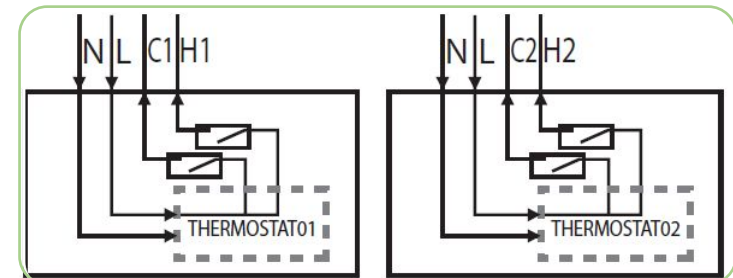 N L C1 H1 N L C2 H2
THERMOSTAT01 THERMOSTAT02